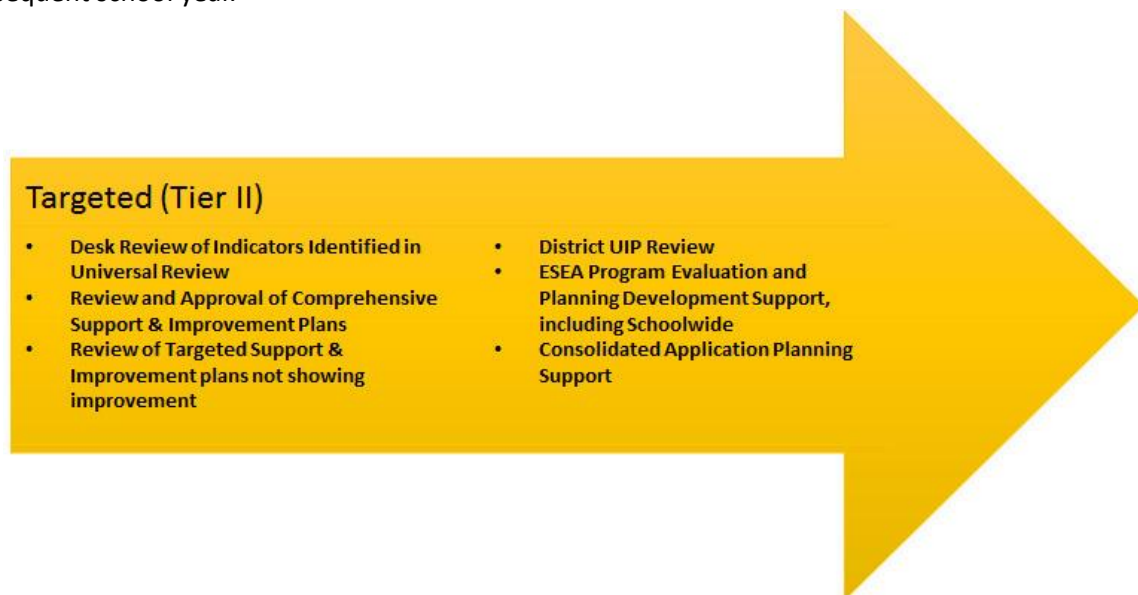 sequent school year.
Targeted (Tier II)
• Desk Review of Indicators Identified in
Universal Review
• Review and Approval of Comprehensive
Support & Improvement Plans
• Review of Targeted Support &
Improvement plans not showing
improvement
• District UIP Review
• ESEA Program Evaluation and
Planning Development Support,
including Schoolwide
• Consolidated Application Planning
Support